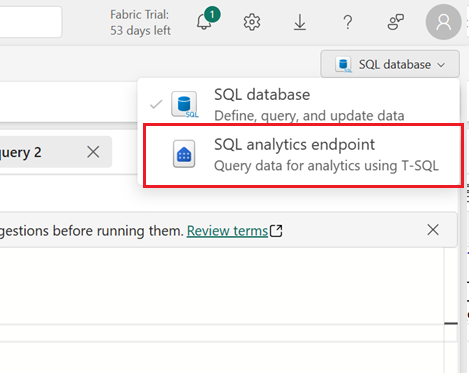 Fabric Trial:
53 days left
1
?
SQL database
SQL database
Define, query, and update data
SQL analytics endpoint
Query data for analytics using T-SQL
uery 2
gestions before running them. Review terms